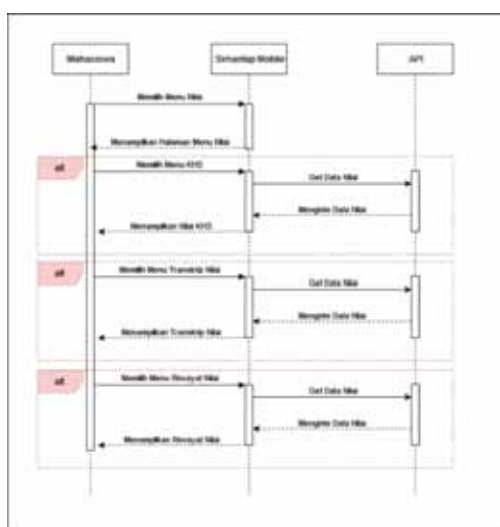 Mahasiswa
Simantap Mobile
API
Memilih Menu Nilai
Menampilkan Halaman Menu Nilai
alt
Memilih Menu KHS
Get Data Nilai
Mengirim Data Nilai
Menampilkan Nilai KHS
alt
Memilih Menu Transkrip Nilai
Get Data Nilai
Mengirim Data Nilai
Menampilkan Transkrip Nilai
alt
Memilih Menu Riwayat Nilai
Get Data Nilai
Mengirim Data Nilai
Menampilkan Riwayat Nilai